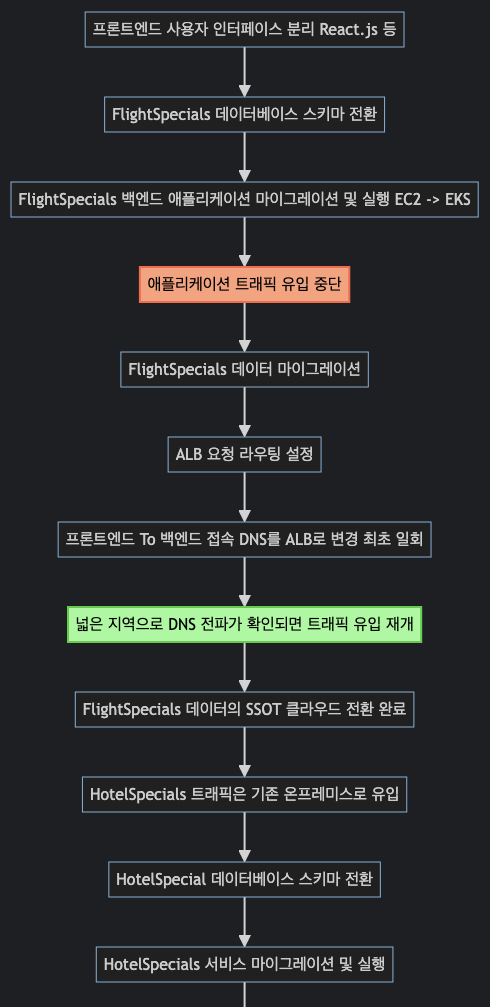 프론트엔드 사용자 인터페이스 분리 React.js 등
FlightSpecials 데이터베이스 스키마 전환
FlightSpecials 백엔드 애플리케이션 마이그레이션 및 실행 EC2 -> EKS
애플리케이션 트래픽 유입 중단
FlightSpecials 데이터 마이그레이션
ALB 요청 라우팅 설정
프론트엔드 To 백엔드 접속 DNS를 ALB로 변경 최초 일회
넓은 지역으로 DNS 전파가 확인되면 트래픽 유입 재개
FlightSpecials 데이터의 SSOT 클라우드 전환 완료
HotelSpecials 트래픽은 기존 온프레미스로 유입
HotelSpecial 데이터베이스 스키마 전환
HotelSpecials 서비스 마이그레이션 및 실행